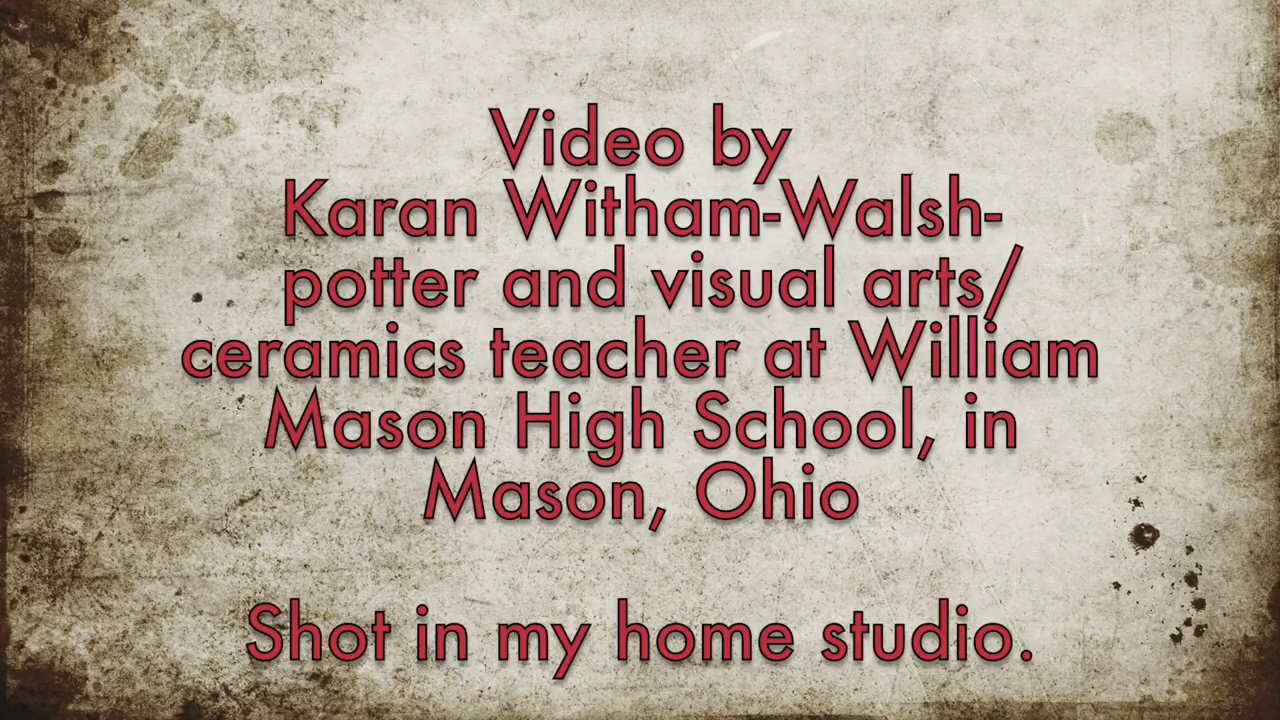 Video by
Karan Witham-Walsh-
potter and visual arts/
ceramics teacher at William
Mason High School, in
Mason, Ohio
Shot in my home studio.